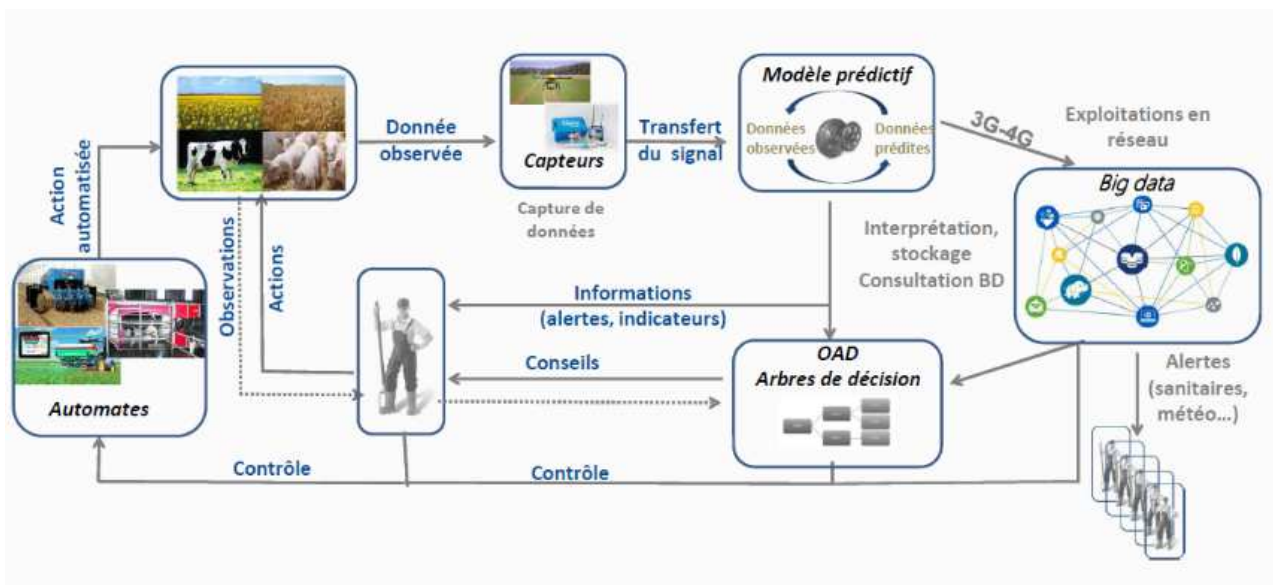 Modèle prédictif
Données
observées
Données
prédites
Donnée
observée
Capteurs
Transfert
du signal
3G-4G
Exploitations en
réseau
Big data
Action
automatisée
Capture de
données
Interprétation,
stockage
Consultation BD
Observations
Actions
Informations
(alertes, indicateurs)
OAD
Arbres de décision
Conseils
Alertes
(sanitaires,
météo...)
Automates
Contrôle
Contrôle